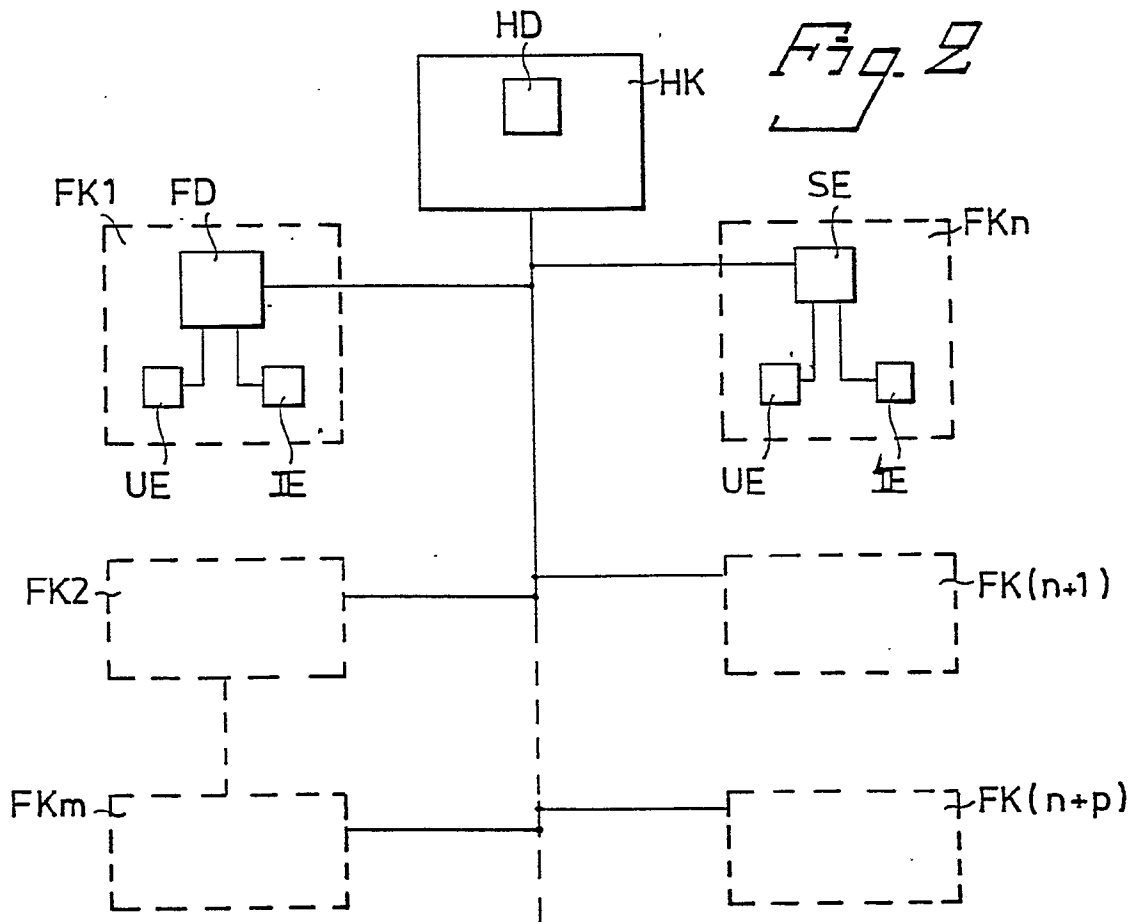 HD
Fig. 2
HK
FK1
FD
SE
FKn
UE
IE
UE
IE
FK2
FK(n+1)
FKm
FK(n+p)